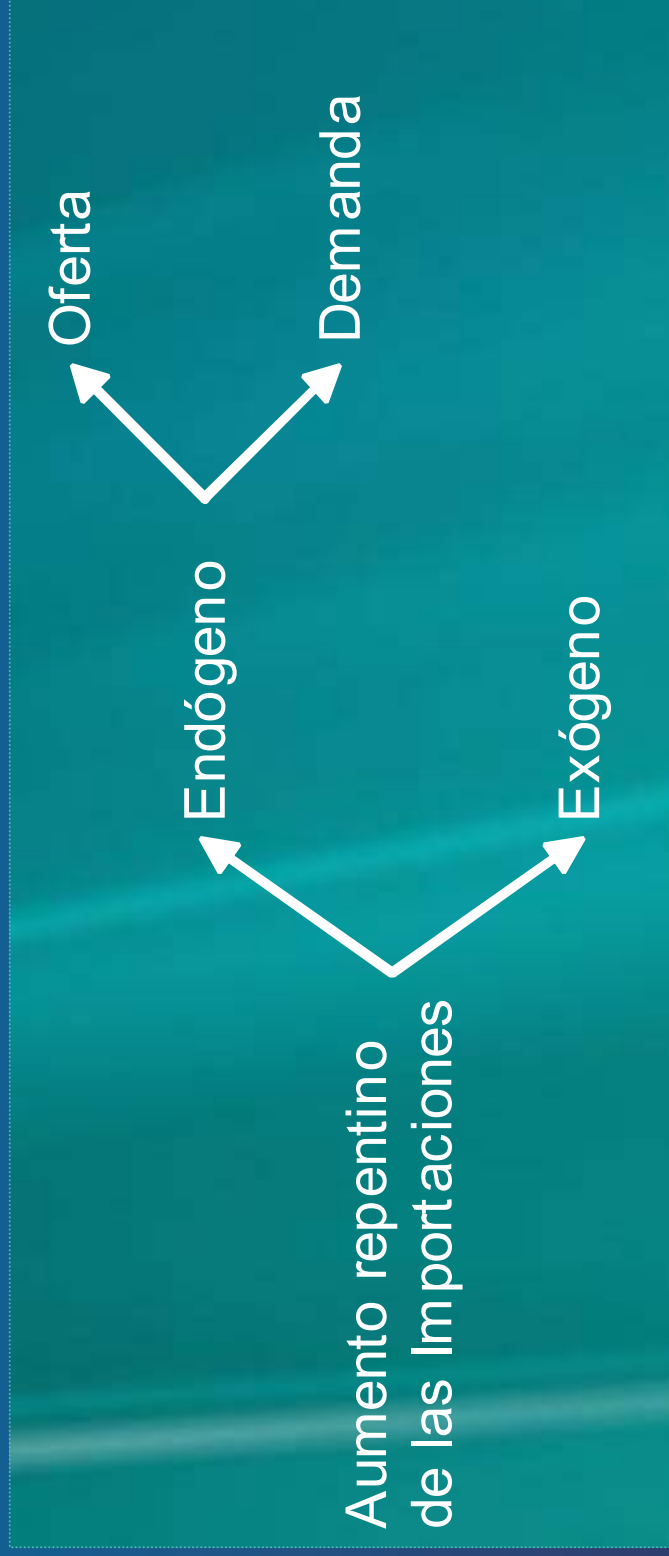 Oferta
Endógeno
Demanda
Aumento repentino
de las Importaciones
Exógeno